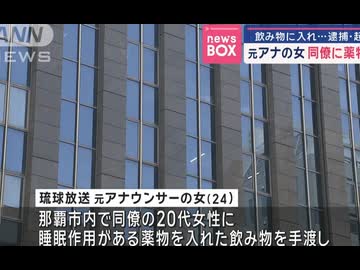 ANN
NEWS
news
BOX
飲み物に入れ…逮捕・起
元アナの女 同僚に薬物
琉球放送 元アナウンサーの女(24)
那覇市内で同僚の20代女性に
睡眠作用がある薬物を入れた飲み物を手渡し